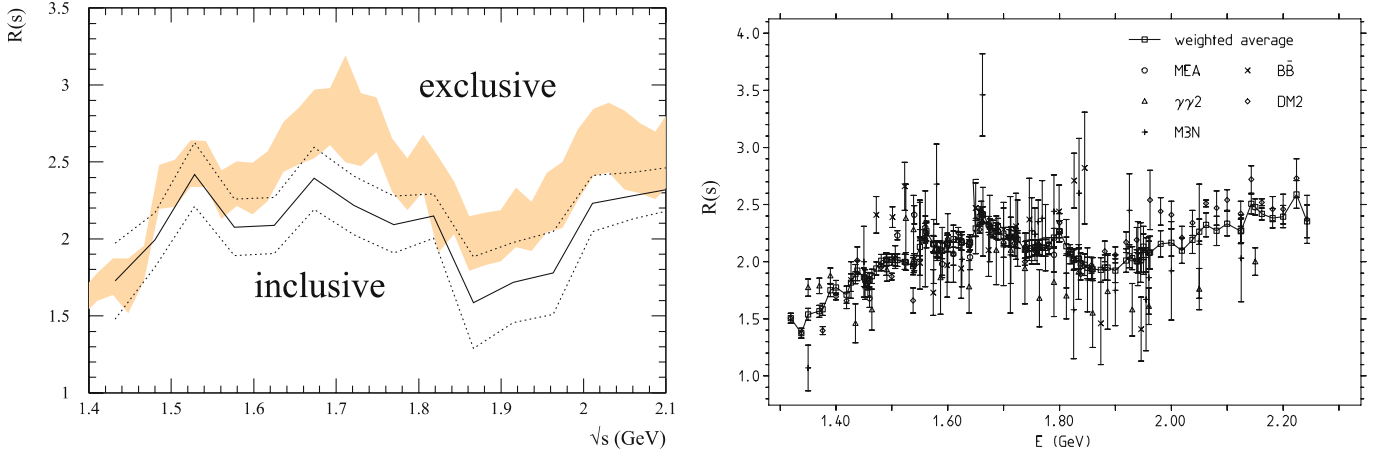 R(s)
3.5
3
2.5
2
1.5
1
exclusive
inclusive
1.4 1.5 1.6 1.7 1.8 1.9 2 2.1
√s (GeV)
R(s)
4.0
3.5
3.0
2.5
2.0
1.5
1.0
weighted average
MEA BB̄
γγ2 DM2
M3N
1.40 1.60 1.80 2.00 2.20
E (GeV)